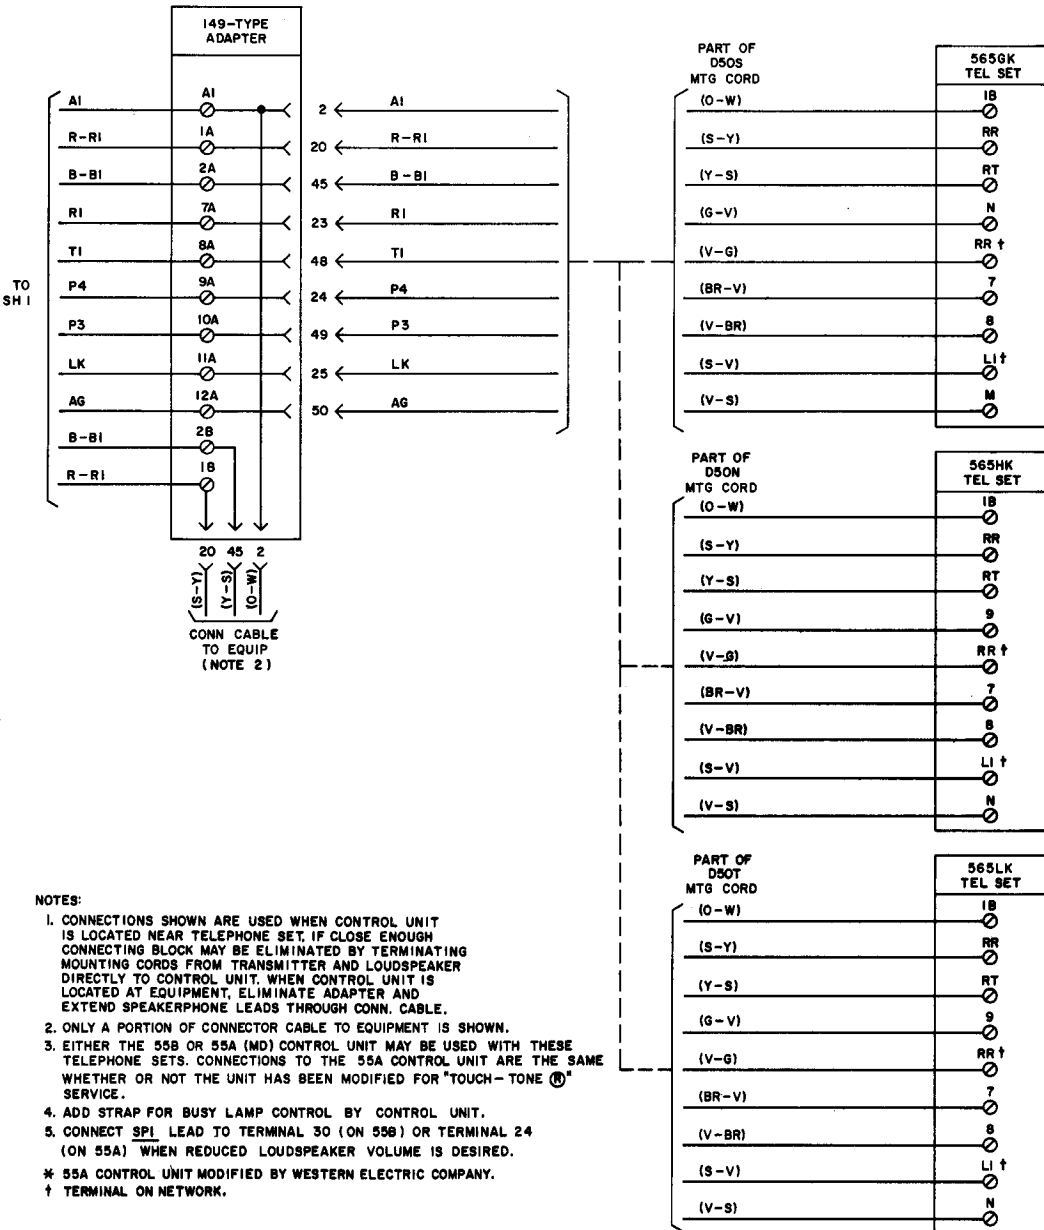 149-TYPE
ADAPTER
TO
SH 1
A1
R-R1
B-B1
R1
T1
P4
P3
LK
AG
B-B1
R-R1
A1
1A
2A
7A
8A
9A
10A
11A
12A
2B
1B
2
20
45
23
48
24
49
25
50
A1
R-R1
B-B1
R1
T1
P4
P3
LK
AG
20 45 2
(S-Y)
(Y-S)
(O-W)
CONN CABLE
TO EQUIP
(NOTE 2)
PART OF
D50S
MTG CORD
565GK
TEL SET
(O-W) 1B
(S-Y) RR
(Y-S) RT
(G-V) N
(V-G) RR †
(BR-V) 7
(V-BR) 8
(S-V) L1 †
(V-S) M
PART OF
D50N
MTG CORD
565HK
TEL SET
(O-W) 1B
(S-Y) RR
(Y-S) RT
(G-V) 9
(V-G) RR †
(BR-V) 7
(V-BR) 8
(S-V) L1 †
(V-S) N
PART OF
D50T
MTG CORD
565LK
TEL SET
(O-W) 1B
(S-Y) RR
(Y-S) RT
(G-V) 9
(V-G) RR †
(BR-V) 7
(V-BR) 8
(S-V) L1 †
(V-S) N
NOTES:
1. CONNECTIONS SHOWN ARE USED WHEN CONTROL UNIT
IS LOCATED NEAR TELEPHONE SET. IF CLOSE ENOUGH
CONNECTING BLOCK MAY BE ELIMINATED BY TERMINATING
MOUNTING CORDS FROM TRANSMITTER AND LOUDSPEAKER
DIRECTLY TO CONTROL UNIT. WHEN CONTROL UNIT IS
LOCATED AT EQUIPMENT, ELIMINATE ADAPTER AND
EXTEND SPEAKERPHONE LEADS THROUGH CONN. CABLE.
2. ONLY A PORTION OF CONNECTOR CABLE TO EQUIPMENT IS SHOWN.
3. EITHER THE 55B OR 55A (MD) CONTROL UNIT MAY BE USED WITH THESE
TELEPHONE SETS. CONNECTIONS TO THE 55A CONTROL UNIT ARE THE SAME
WHETHER OR NOT THE UNIT HAS BEEN MODIFIED FOR "TOUCH-TONE ®"
SERVICE.
4. ADD STRAP FOR BUSY LAMP CONTROL BY CONTROL UNIT.
5. CONNECT SP1 LEAD TO TERMINAL 30 (ON 55B) OR TERMINAL 24
(ON 55A) WHEN REDUCED LOUDSPEAKER VOLUME IS DESIRED.
* 55A CONTROL UNIT MODIFIED BY WESTERN ELECTRIC COMPANY.
† TERMINAL ON NETWORK.